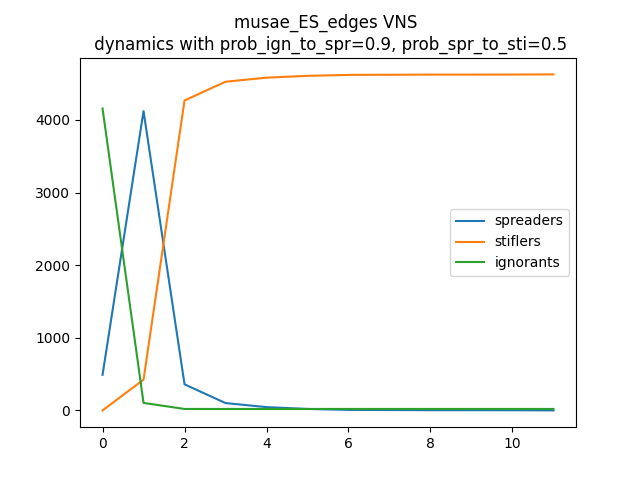 musae_ES_edges VNS
dynamics with prob_ign_to_spr=0.9, prob_spr_to_sti=0.5
4000
3000
2000
1000
0
spreaders
stiflers
ignorants
0 2 4 6 8 10